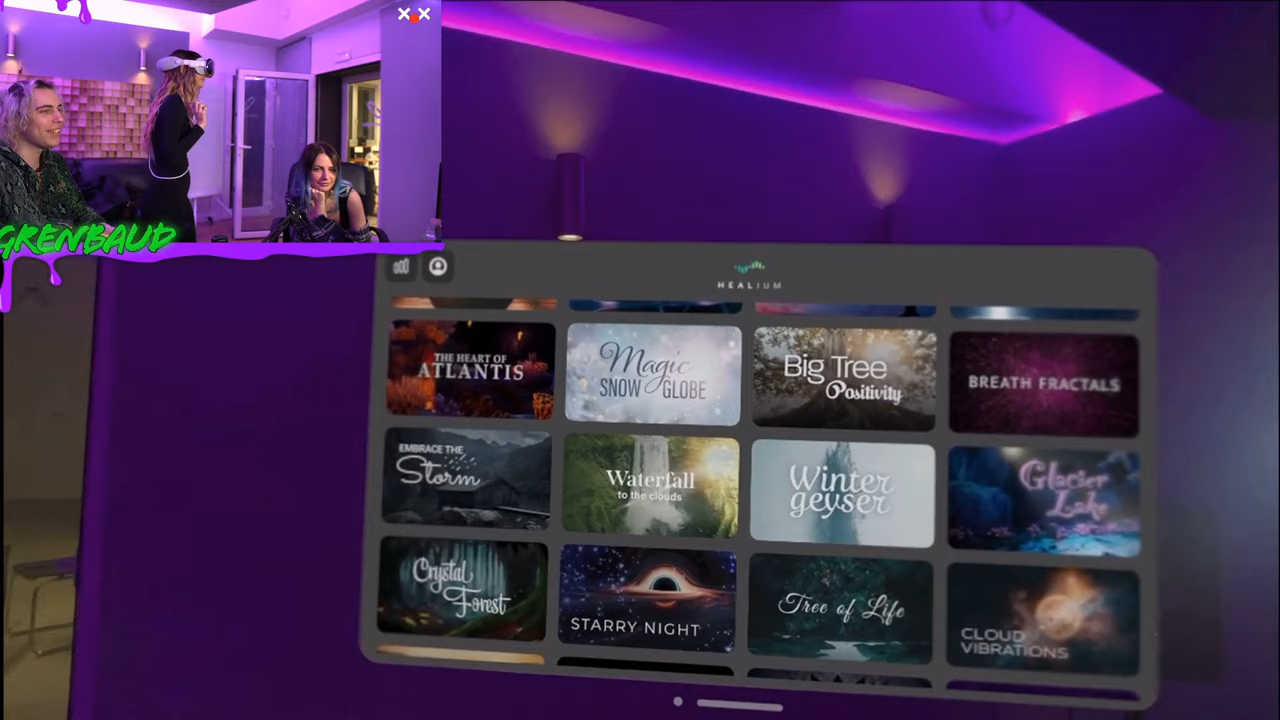 GRENBAUD
HEALIUM
THE HEART OF
ATLANTIS
Magic
SNOW GLOBE
Big Tree
Positivity
BREATH FRACTALS
EMBRACE THE
Storm
Waterfall
to the clouds
Winter
geyser
Glacier
Lake
Crystal
Forest
STARRY NIGHT
Tree of Life
CLOUD
VIBRATIONS